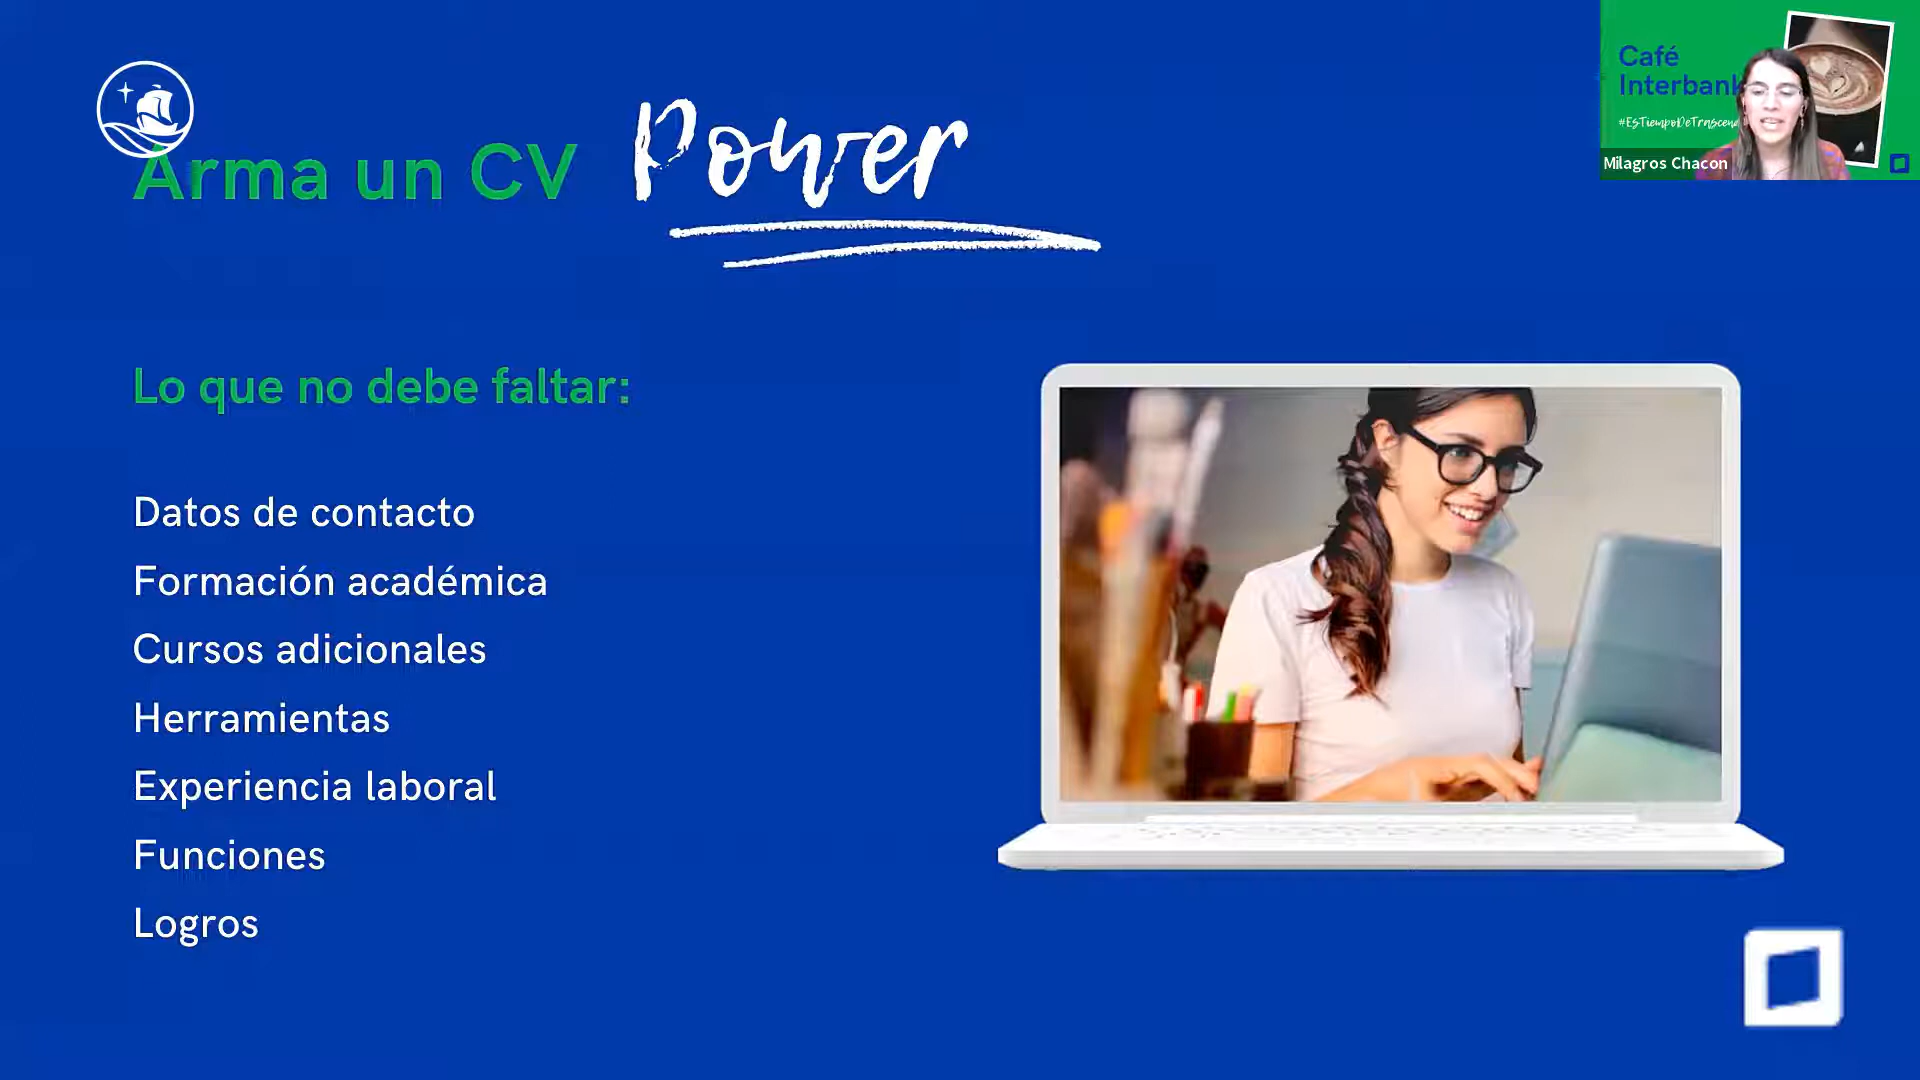 Arma un CV Power
Café
Interbank
Milagros Chacon
Lo que no debe faltar:
Datos de contacto
Formación académica
Cursos adicionales
Herramientas
Experiencia laboral
Funciones
Logros